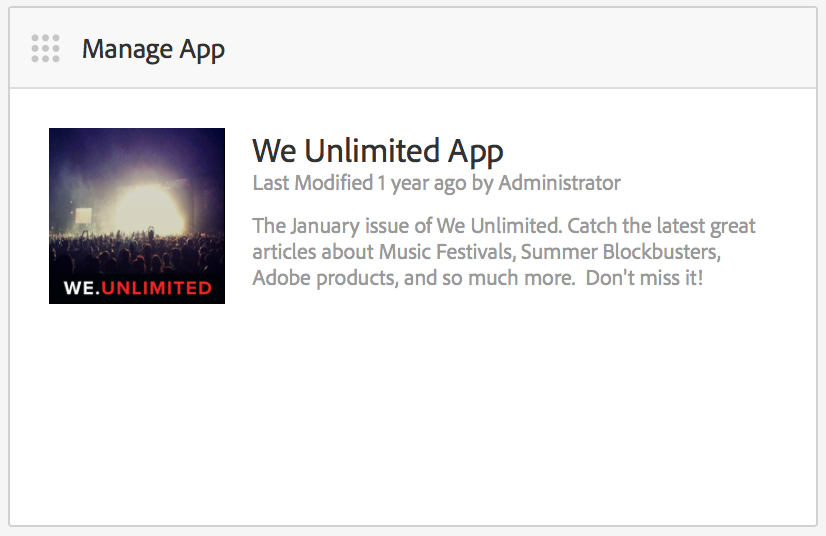 Manage App
We Unlimited App
Last Modified 1 year ago by Administrator
The January issue of We Unlimited. Catch the latest great
articles about Music Festivals, Summer Blockbusters,
Adobe products, and so much more.  Don't miss it!
WE.UNLIMITED